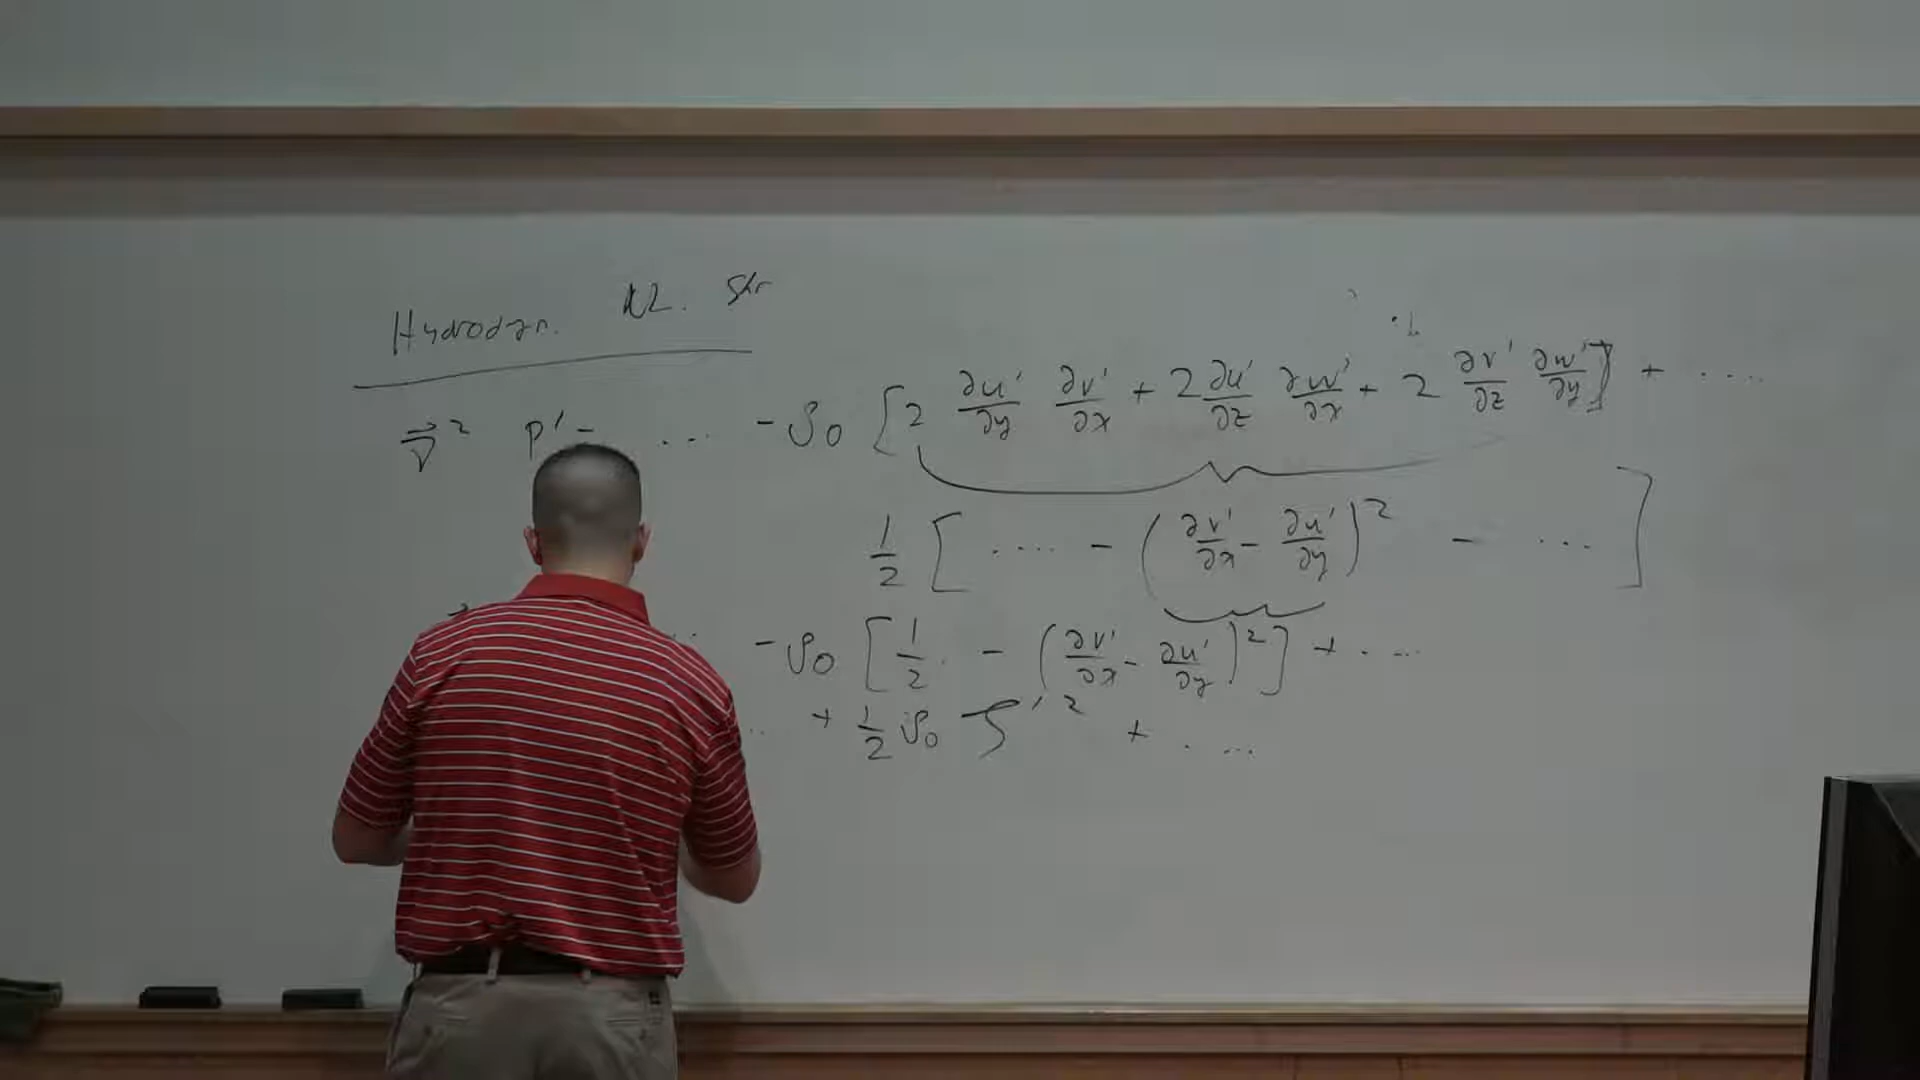 Hydrodyn. NL. Str
∇⃗² p' = .... -ρ₀ [2 ∂u'/∂y ∂v'/∂x + 2 ∂u'/∂z ∂w'/∂x + 2 ∂v'/∂z ∂w'/∂y] + ....
1/2 [ .... - (∂v'/∂x - ∂u'/∂y)² - ... ]
.. -ρ₀ [1/2 . - (∂v'/∂x - ∂u'/∂y)²] + ....
.. + 1/2 ρ₀ ζ'² + ....